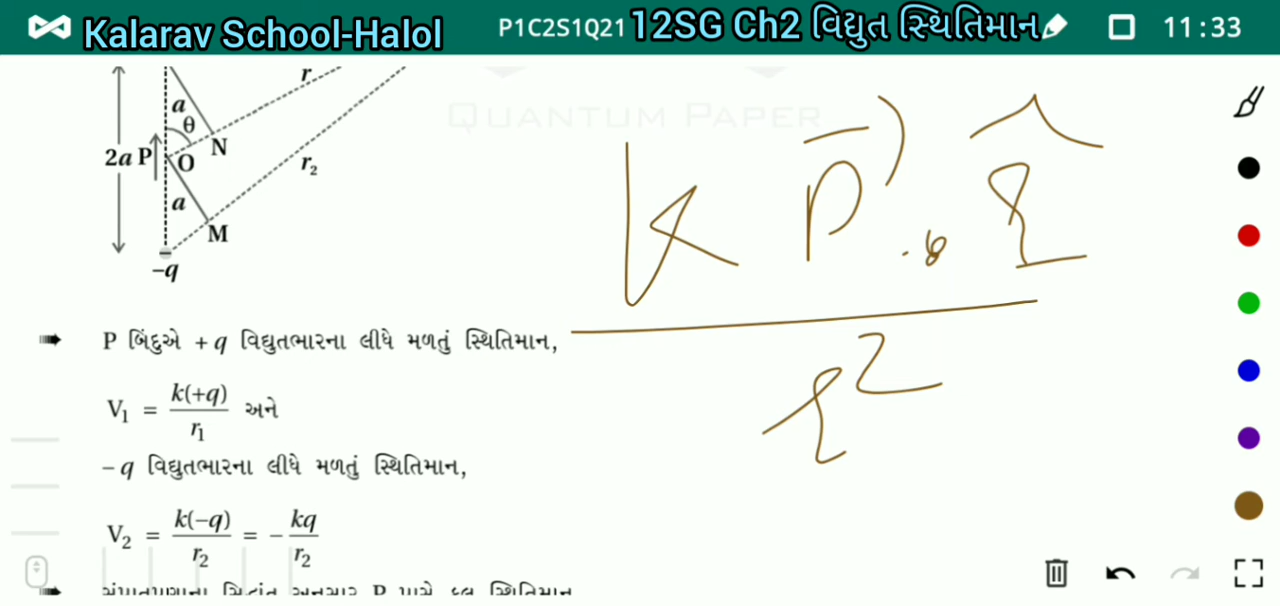 Kalarav School-Halol P1C2S1Q21 12SG Ch2 વિદ્યુત સ્થિતિમાન 11:33
QUANTUM PAPER
r
a
θ
N
2a P O
r₂
a
M
−
−q
k p⃗ . r̂
r²
P બિંદુએ + q વિદ્યુતભારના લીધે મળતું સ્થિતિમાન,
V₁ = k(+q) / r₁ અને
– q વિદ્યુતભારના લીધે મળતું સ્થિતિમાન,
V₂ = k(−q) / r₂ = − kq / r₂
P પાસે કુલ સ્થિતિમાન